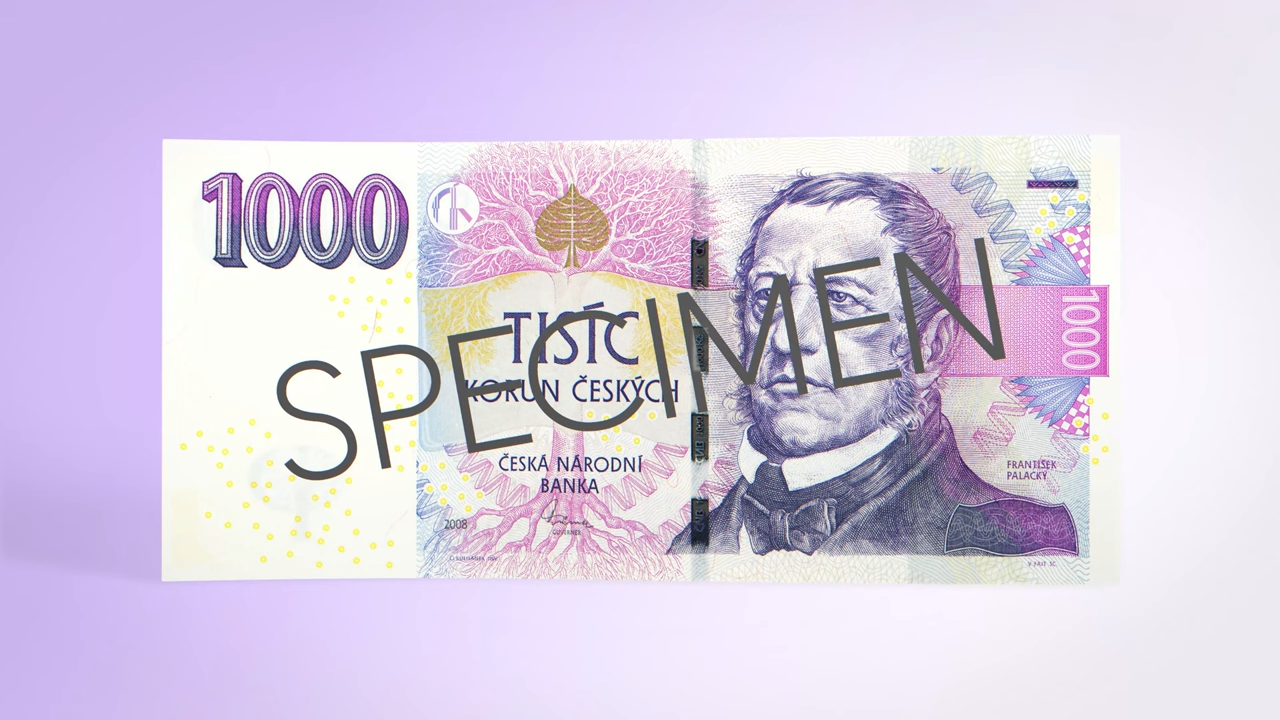 1000
TISÍC
KORUN ČESKÝCH
ČESKÁ NÁRODNÍ
BANKA
2008
GUVERNÉR
SPECIMEN
1000
FRANTIŠEK
PALACKÝ